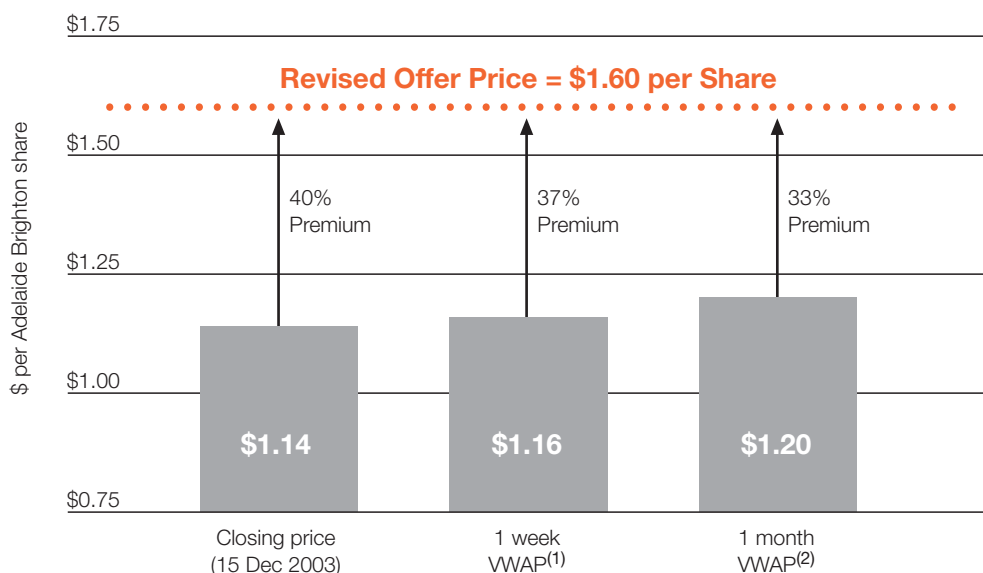 $1.75
Revised Offer Price = $1.60 per Share
$ per Adelaide Brighton share
$1.50
40%
Premium
37%
Premium
33%
Premium
$1.25
$1.00
$1.14
$1.16
$1.20
$0.75
Closing price
(15 Dec 2003)
1 week
VWAP(1)
1 month
VWAP(2)